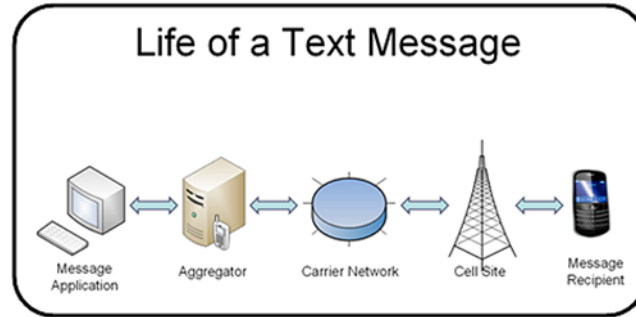 Life of a Text Message
Message
Application
Aggregator
Carrier Network
Cell Site
Message
Recipient